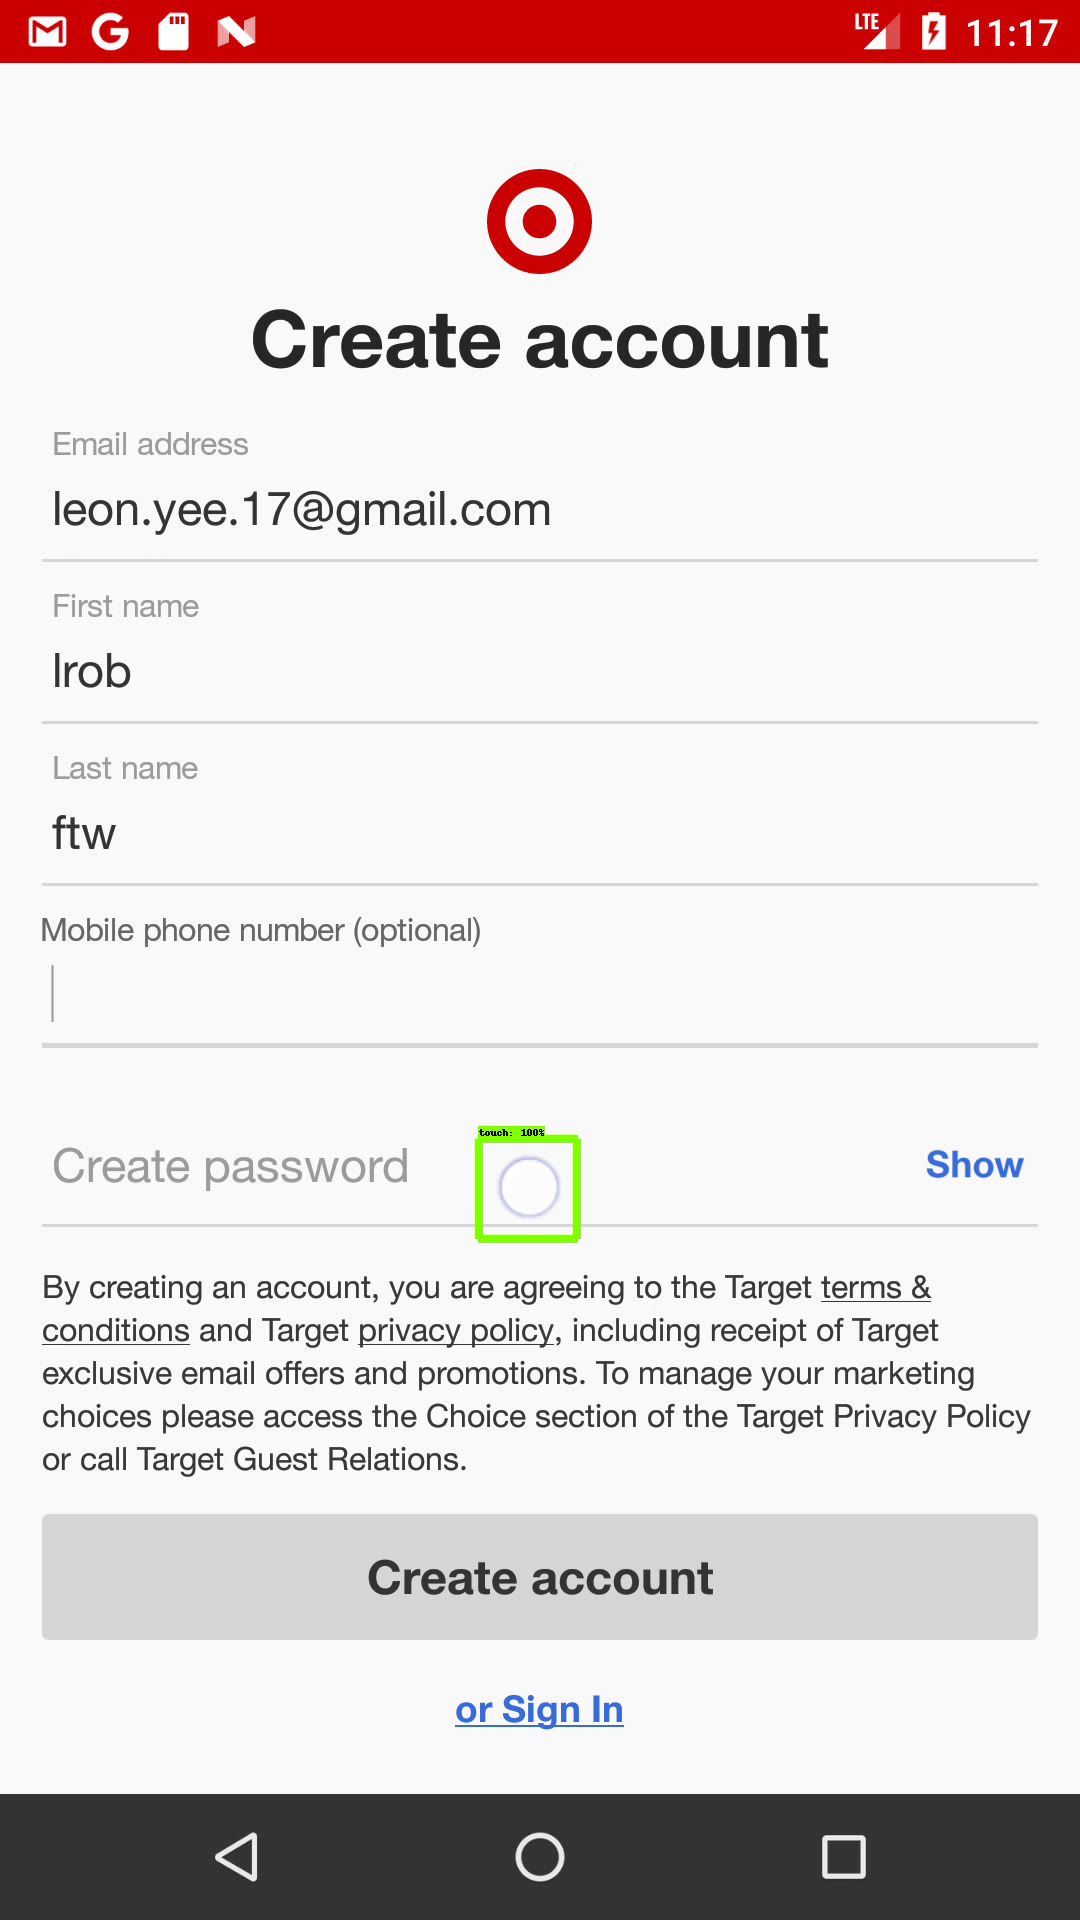 LTE 11:17
Create account
Email address
leon.yee.17@gmail.com
First name
lrob
Last name
ftw
Mobile phone number (optional)
touch: 100%
Create password
Show
By creating an account, you are agreeing to the Target terms &
conditions and Target privacy policy, including receipt of Target
exclusive email offers and promotions. To manage your marketing
choices please access the Choice section of the Target Privacy Policy
or call Target Guest Relations.
Create account
or Sign In